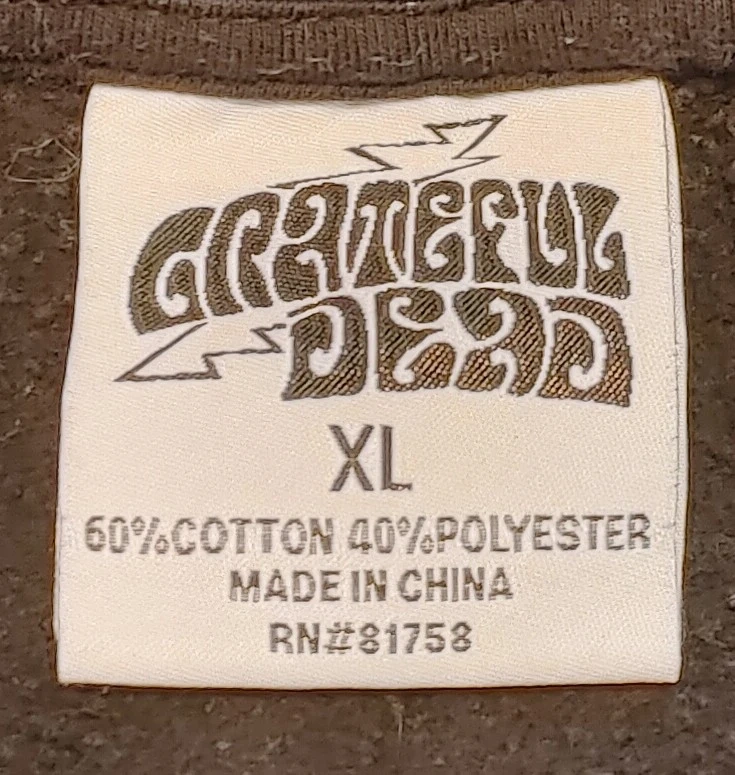 GRATEFUL
DEAD
XL
60%COTTON 40%POLYESTER
MADE IN CHINA
RN#81758